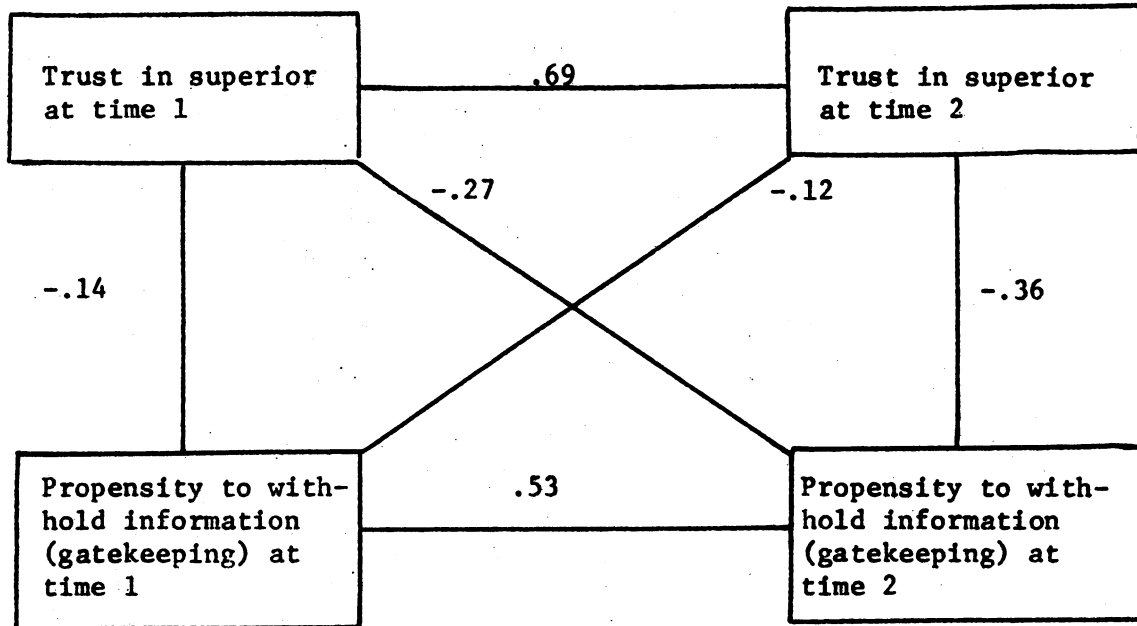 Trust in superior
at time 1
.69
Trust in superior
at time 2
-.27
-.12
-.14
-.36
Propensity to with-
hold information
(gatekeeping) at
time 1
.53
Propensity to with-
hold information
(gatekeeping) at
time 2